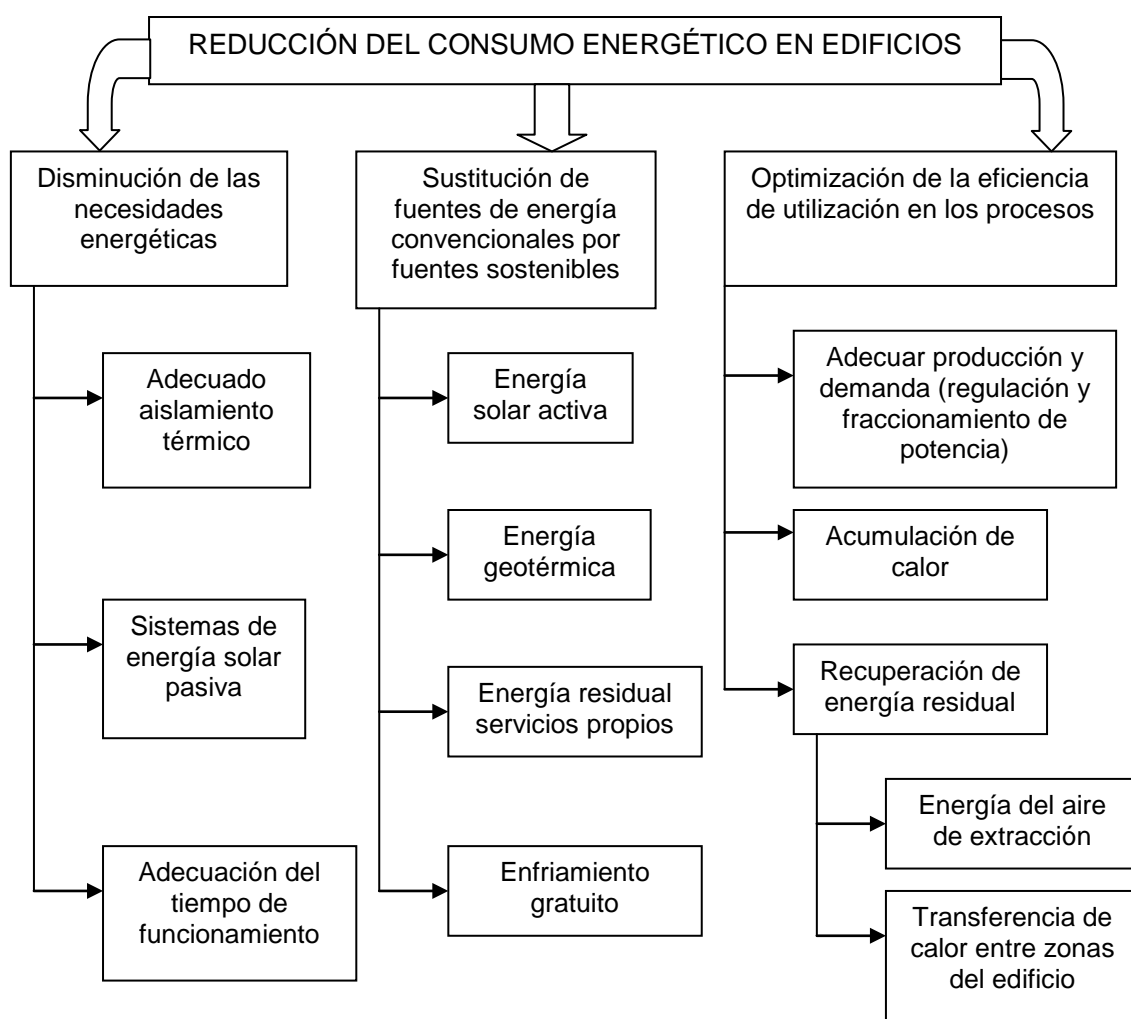 REDUCCIÓN DEL CONSUMO ENERGÉTICO EN EDIFICIOS
Disminución de las
necesidades
energéticas
Adecuado
aislamiento
térmico
Sistemas de
energía solar
pasiva
Adecuación del
tiempo de
funcionamiento
Sustitución de
fuentes de energía
convencionales por
fuentes sostenibles
Energía
solar activa
Energía
geotérmica
Energía residual
servicios propios
Enfriamiento
gratuito
Optimización de la eficiencia
de utilización en los procesos
Adecuar producción y
demanda (regulación y
fraccionamiento de
potencia)
Acumulación de
calor
Recuperación de
energía residual
Energía del aire
de extracción
Transferencia de
calor entre zonas
del edificio